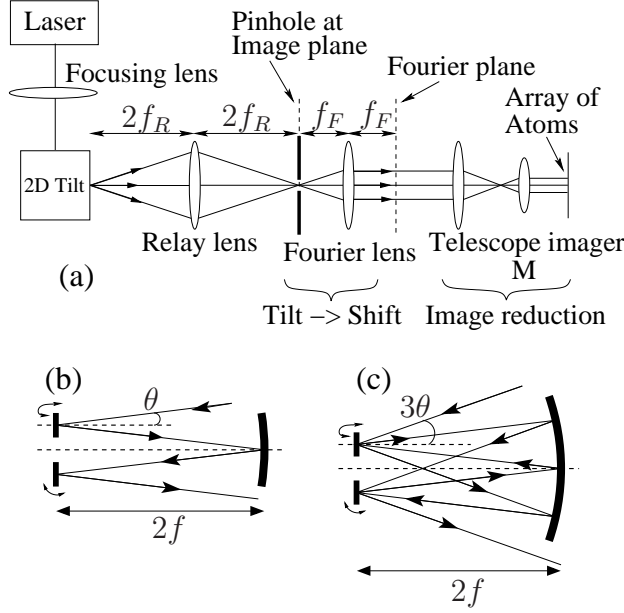 Laser
Focusing lens
Pinhole at
Image plane
Fourier plane
Array of
Atoms
2f_R
2f_R
f_F
f_F
2D Tilt
Relay lens
Fourier lens
Telescope imager
M
(a)
Tilt −> Shift
Image reduction
(b)
θ
2f
(c)
3θ
2f